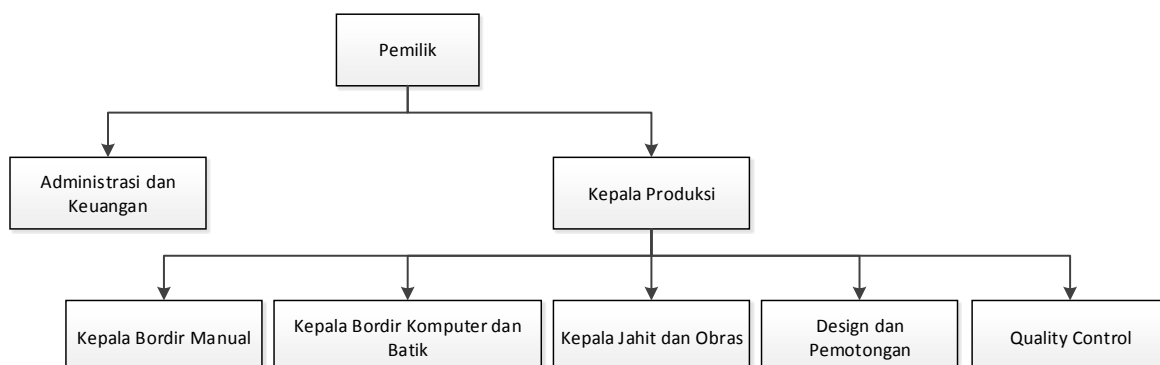 Pemilik
Administrasi dan
Keuangan
Kepala Produksi
Kepala Bordir Manual
Kepala Bordir Komputer dan
Batik
Kepala Jahit dan Obras
Design dan
Pemotongan
Quality Control